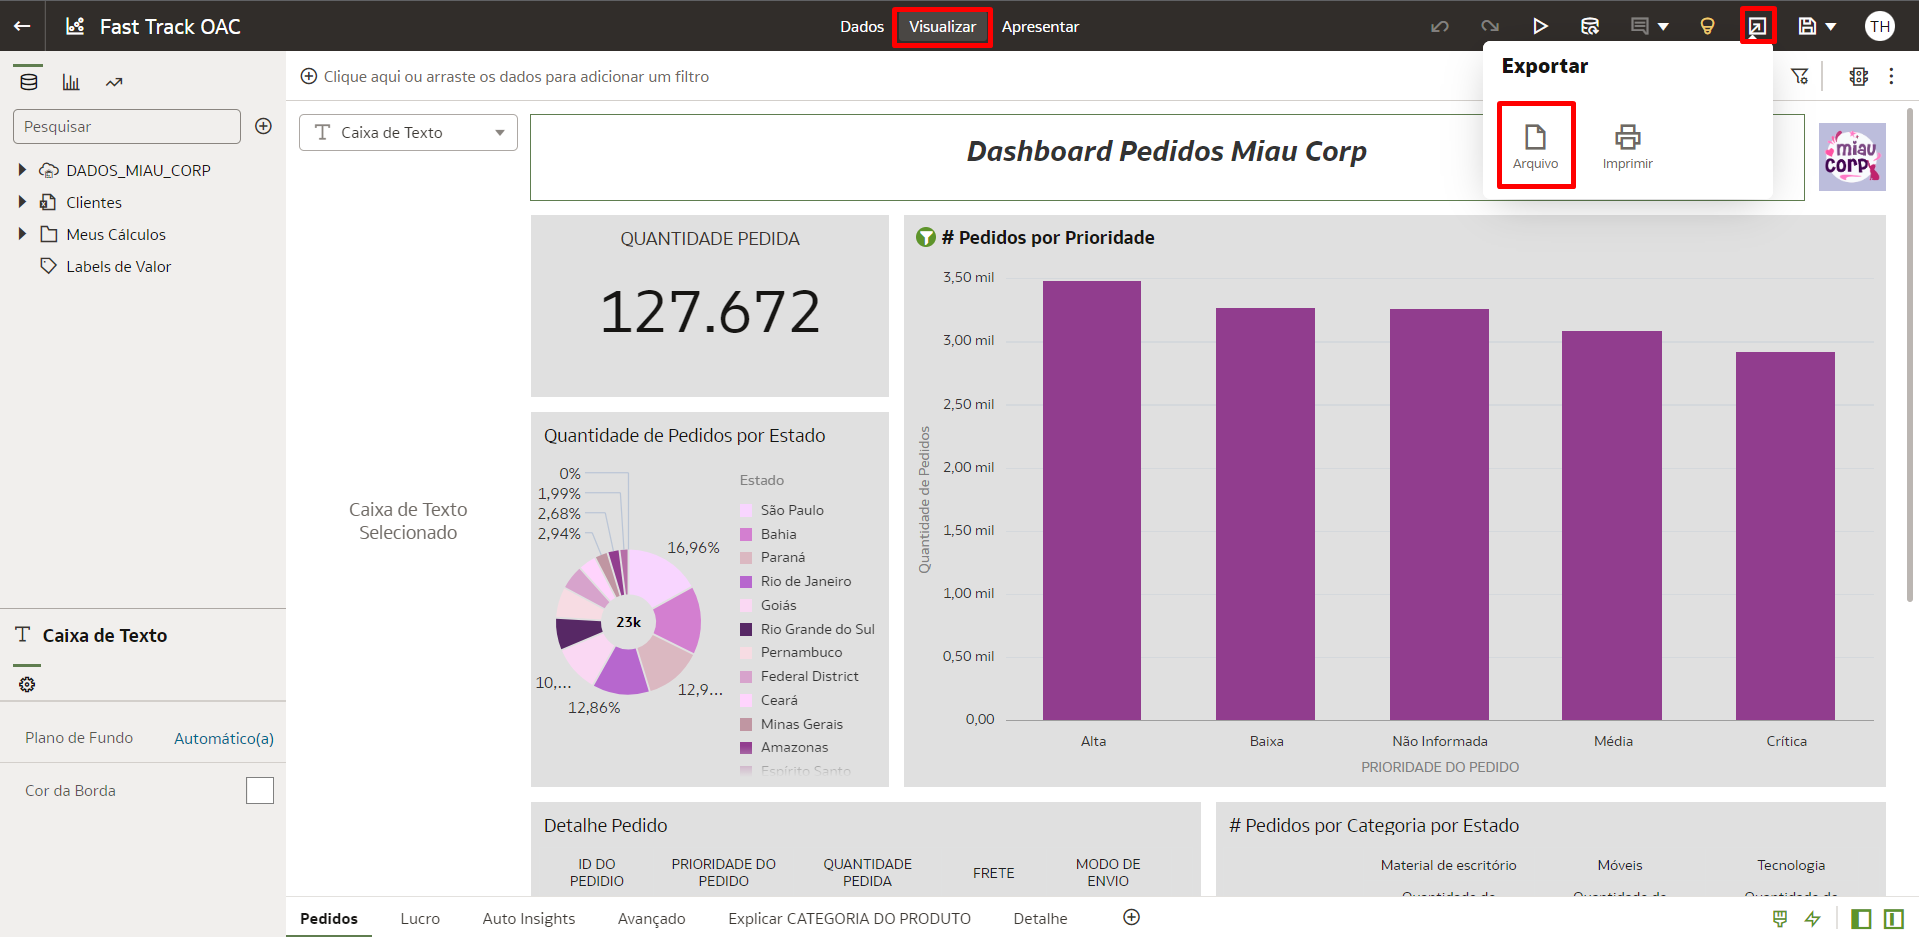 Fast Track OAC
Dados Visualizar Apresentar
TH
Clique aqui ou arraste os dados para adicionar um filtro
Exportar
Arquivo
Imprimir
Pesquisar
DADOS_MIAU_CORP
Clientes
Meus Cálculos
Labels de Valor
Caixa de Texto
Caixa de Texto
Selecionado
Caixa de Texto
Plano de Fundo Automático(a)
Cor da Borda
Dashboard Pedidos Miau Corp
miau
corp
QUANTIDADE PEDIDA
127.672
Quantidade de Pedidos por Estado
0%
1,99%
2,68%
2,94%
16,96%
23k
10,...
12,9...
12,86%
Estado
São Paulo
Bahia
Paraná
Rio de Janeiro
Goiás
Rio Grande do Sul
Pernambuco
Federal District
Ceará
Minas Gerais
Amazonas
Espírito Santo
# Pedidos por Prioridade
Quantidade de Pedidos
3,50 mil
3,00 mil
2,50 mil
2,00 mil
1,50 mil
1,00 mil
0,50 mil
0,00
Alta Baixa Não Informada Média Crítica
PRIORIDADE DO PEDIDO
Detalhe Pedido
ID DO PEDIDIO
PRIORIDADE DO PEDIDO
QUANTIDADE PEDIDA
FRETE
MODO DE ENVIO
# Pedidos por Categoria por Estado
Material de escritório Móveis Tecnologia
Quantidade de Quantidade de Quantidade de
Pedidos Lucro Auto Insights Avançado Explicar CATEGORIA DO PRODUTO Detalhe